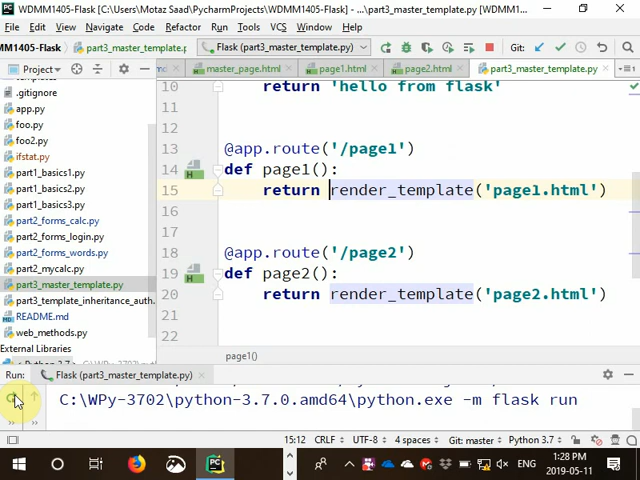 PC WDMM1405-Flask (C:\Users\Motaz Saad\PycharmProjects\WDMM1405-Flask) - ...\part3_master_template.py [WDMM1405-F...
File Edit View Navigate Code Refactor Run Tools VCS Window Help
MM1405-Flask part3_master_template.py Flask (part3_master_template.py) Git:
Project master_page.html page1.html page2.html part3_master_template.py
.gitignore
app.py
foo.py
foo2.py
ifstat.py
part1_basics1.py
part1_basics2.py
part1_basics3.py
part2_forms_calc.py
part2_forms_login.py
part2_forms_words.py
part2_mycalc.py
part3_master_template.py
part3_template_inheritance_auth.
README.md
web_methods.py
External Libraries
10 return 'hello from flask'
11
12
13 @app.route('/page1')
14 def page1():
15 return render_template('page1.html')
16
17
18 @app.route('/page2')
19 def page2():
20 return render_template('page2.html')
21
22
page1()
Run: Flask (part3_master_template.py)
C:\WPy-3702\python-3.7.0.amd64\python.exe -m flask run
15:12 CRLF UTF-8 4 spaces Git: master Python 3.7
ENG 1:28 PM
2019-05-11